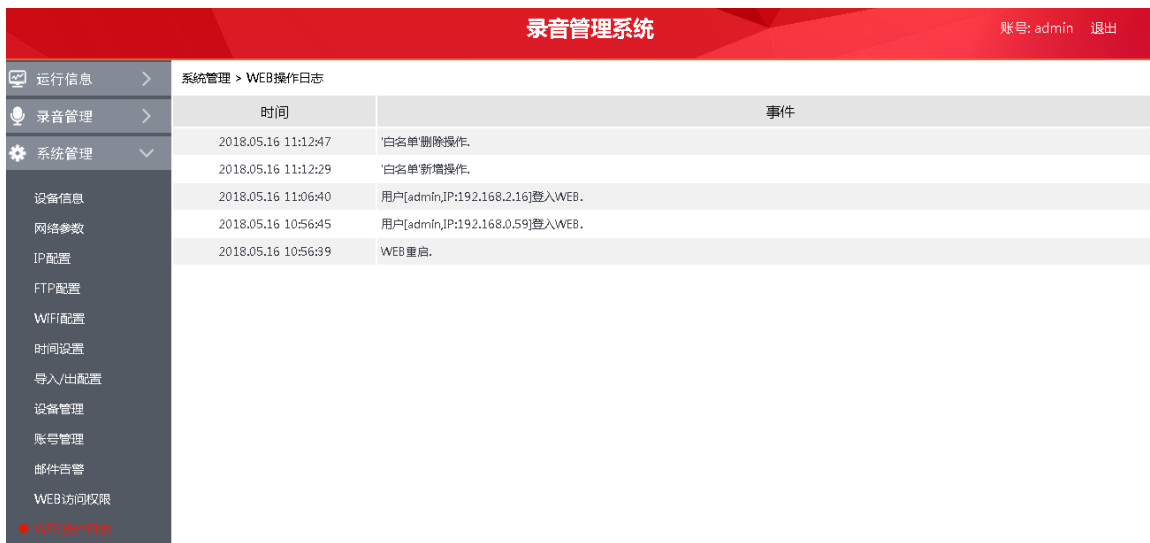 录音管理系统
账号: admin 退出
运行信息
录音管理
系统管理
设备信息
网络参数
IP配置
FTP配置
WiFi配置
时间设置
导入/出配置
设备管理
账号管理
邮件告警
WEB访问权限
WEB操作日志
系统管理 > WEB操作日志
时间 事件
2018.05.16 11:12:47 '白名单'删除操作.
2018.05.16 11:12:29 '白名单'新增操作.
2018.05.16 11:06:40 用户[admin,IP:192.168.2.16]登入WEB.
2018.05.16 10:56:45 用户[admin,IP:192.168.0.59]登入WEB.
2018.05.16 10:56:39 WEB重启.